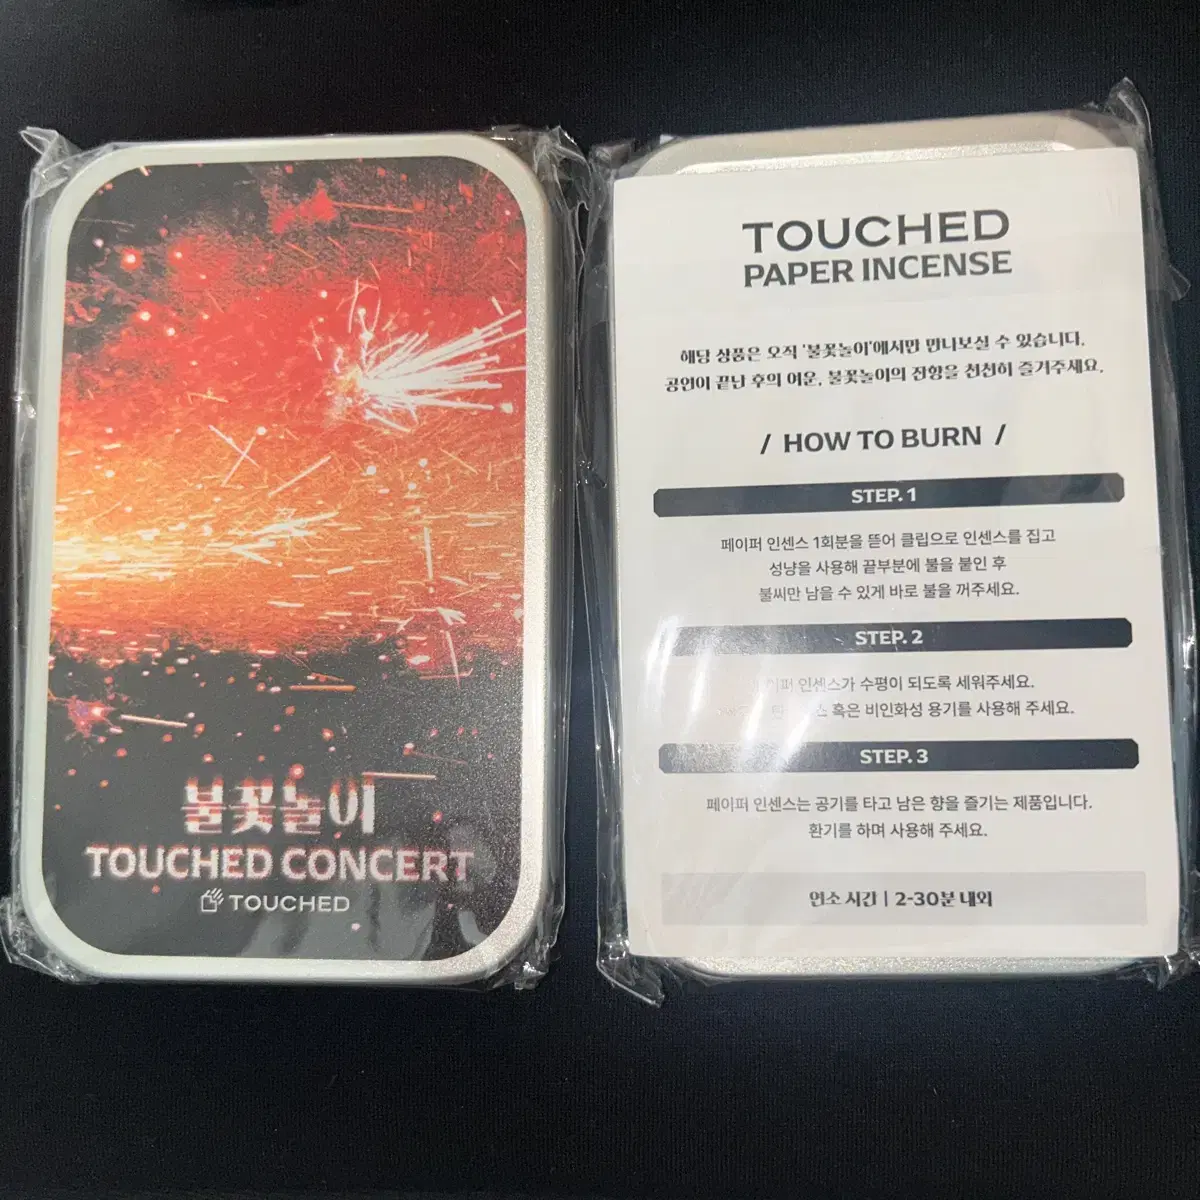 불꽃놀이
TOUCHED CONCERT
TOUCHED
TOUCHED
PAPER INCENSE
해당 상품은 오직 '불꽃놀이'에서만 만나보실 수 있습니다.
공연이 끝난 후의 여운, 불꽃놀이의 잔향을 천천히 즐겨주세요.
/ HOW TO BURN /
STEP. 1
페이퍼 인센스 1회분을 뜯어 클립으로 인센스를 집고
성냥을 사용해 끝부분에 불을 붙인 후
불씨만 남을 수 있게 바로 불을 꺼주세요.
STEP. 2
인센스가 수평이 되도록 세워주세요.
혹은 비인화성 용기를 사용해 주세요.
STEP. 3
페이퍼 인센스는 공기를 타고 남은 향을 즐기는 제품입니다.
환기를 하며 사용해 주세요.
연소 시간 | 2-30분 내외